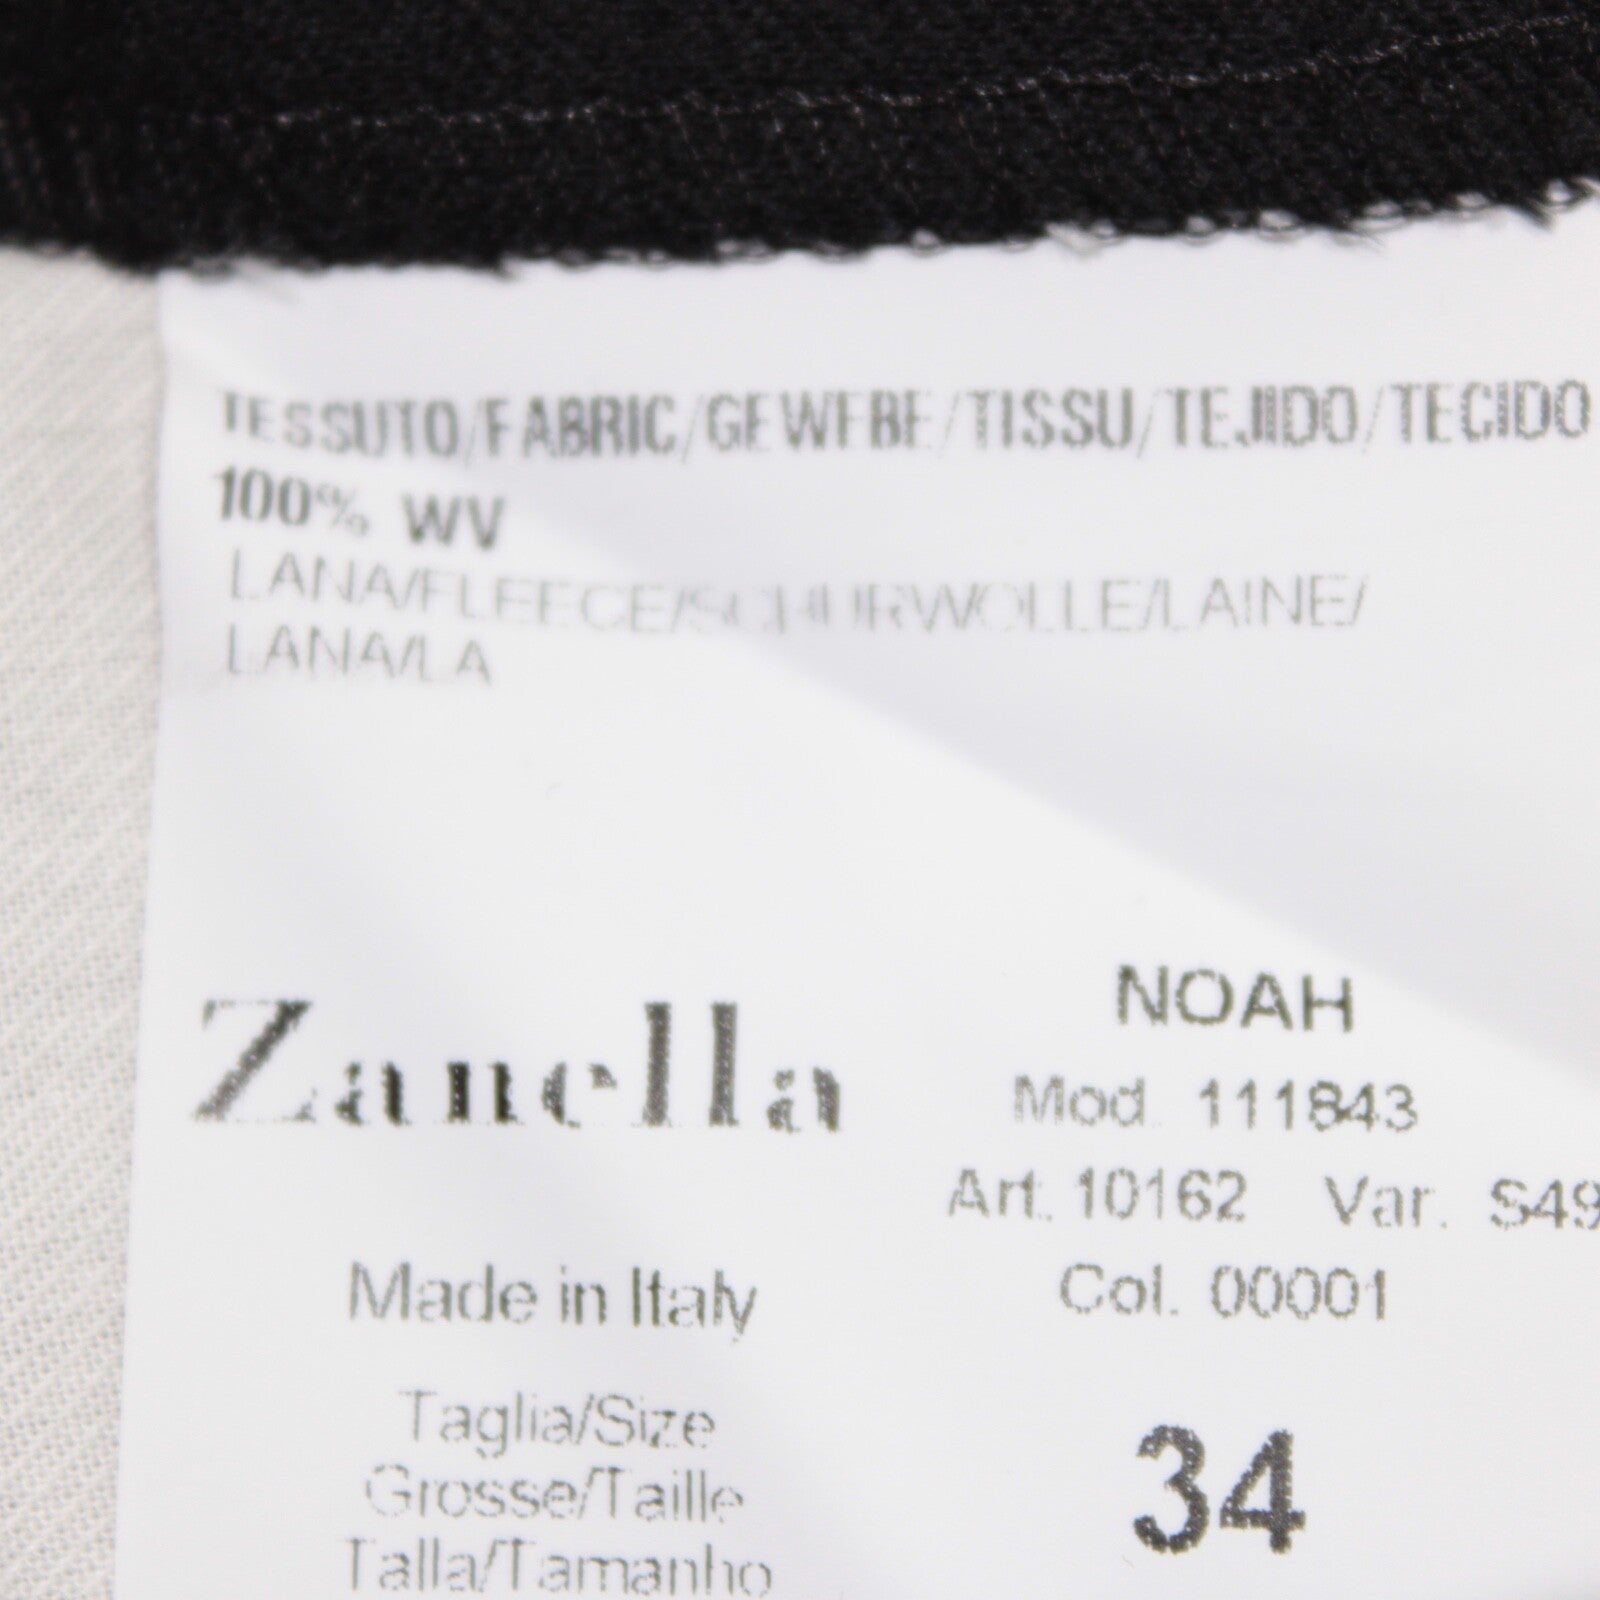 TESSUTO/FABRIC/GEWEBE/TISSU/TEJIDO/TECIDO
100% WV
LANA/FLEECE/SCHURWOLLE/LAINE/
LANA/LA
Zanella
NOAH
Mod. 111843
Art. 10162 Var. S49
Made in Italy
Col. 00001
Taglia/Size
Grosse/Taille
Talla/Tamanho
34